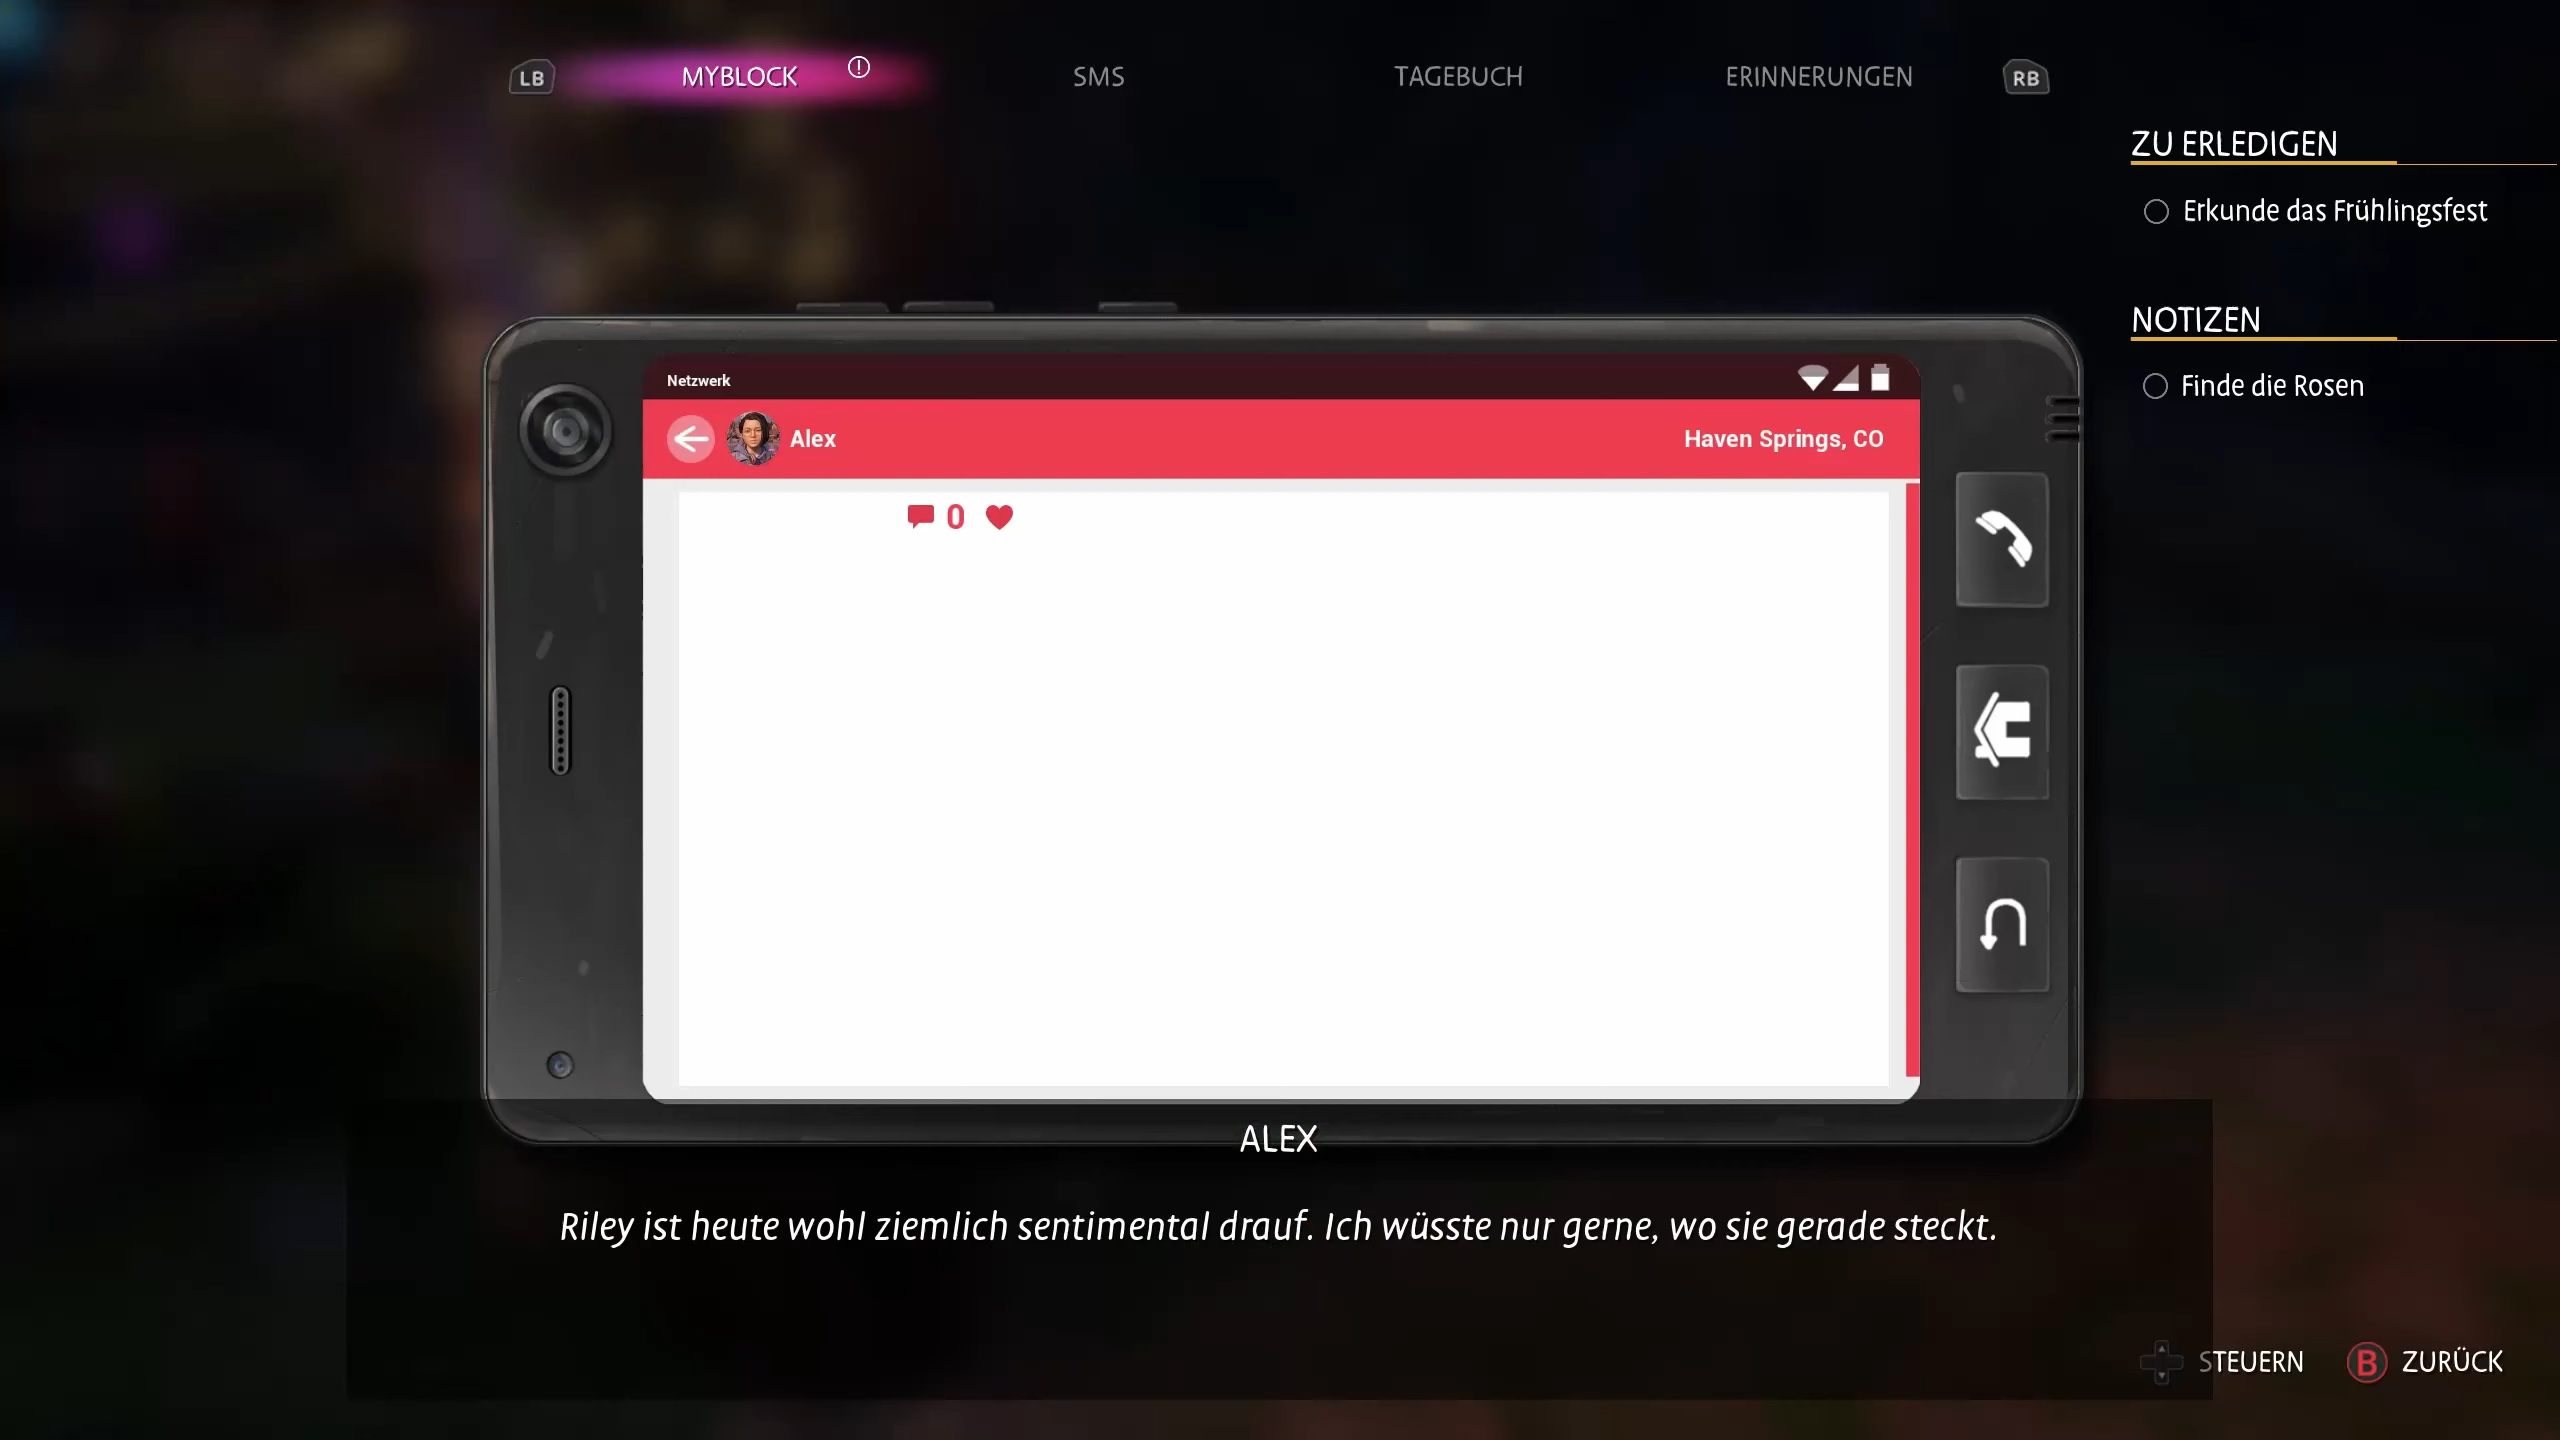 LB MYBLOCK SMS TAGEBUCH ERINNERUNGEN RB
ZU ERLEDIGEN
Erkunde das Frühlingsfest
NOTIZEN
Finde die Rosen
Netzwerk
Alex Haven Springs, CO
0
ALEX
Riley ist heute wohl ziemlich sentimental drauf. Ich wüsste nur gerne, wo sie gerade steckt.
STEUERN B ZURÜCK